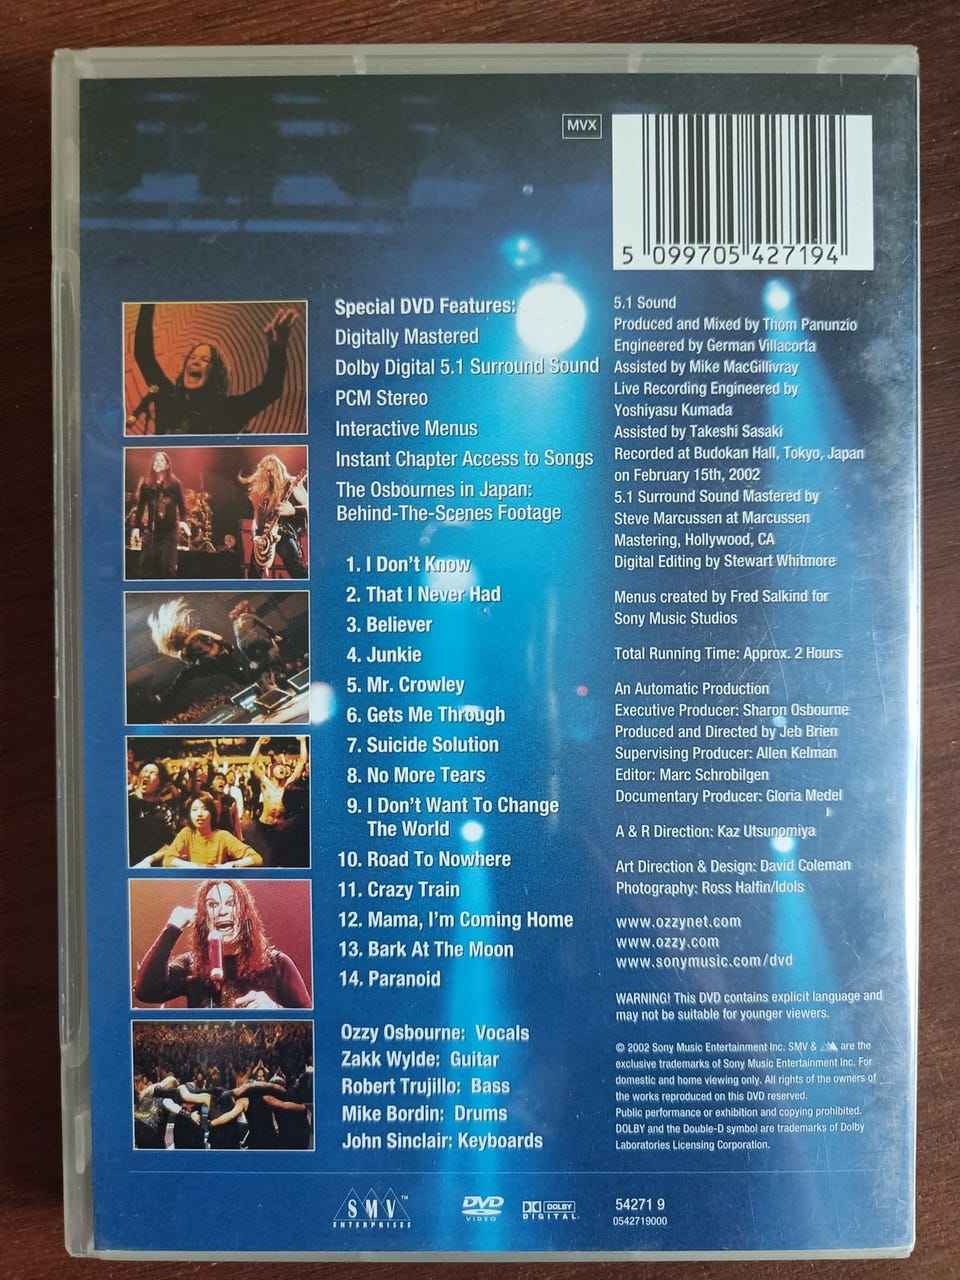 MVX
5 099705 427194
Special DVD Features:
Digitally Mastered
Dolby Digital 5.1 Surround Sound
PCM Stereo
Interactive Menus
Instant Chapter Access to Songs
The Osbournes in Japan:
Behind-The-Scenes Footage
1. I Don't Know
2. That I Never Had
3. Believer
4. Junkie
5. Mr. Crowley
6. Gets Me Through
7. Suicide Solution
8. No More Tears
9. I Don't Want To Change
The World
10. Road To Nowhere
11. Crazy Train
12. Mama, I'm Coming Home
13. Bark At The Moon
14. Paranoid
Ozzy Osbourne: Vocals
Zakk Wylde: Guitar
Robert Trujillo: Bass
Mike Bordin: Drums
John Sinclair: Keyboards
5.1 Sound
Produced and Mixed by Thom Panunzio
Engineered by German Villacorta
Assisted by Mike MacGillivray
Live Recording Engineered by
Yoshiyasu Kumada
Assisted by Takeshi Sasaki
Recorded at Budokan Hall, Tokyo, Japan
on February 15th, 2002
5.1 Surround Sound Mastered by
Steve Marcussen at Marcussen
Mastering, Hollywood, CA
Digital Editing by Stewart Whitmore
Menus created by Fred Salkind for
Sony Music Studios
Total Running Time: Approx. 2 Hours
An Automatic Production
Executive Producer: Sharon Osbourne
Produced and Directed by Jeb Brien
Supervising Producer: Allen Kelman
Editor: Marc Schrobilgen
Documentary Producer: Gloria Medel
A & R Direction: Kaz Utsunomiya
Art Direction & Design: David Coleman
Photography: Ross Halfin/Idols
www.ozzynet.com
www.ozzy.com
www.sonymusic.com/dvd
WARNING! This DVD contains explicit language and
may not be suitable for younger viewers.
© 2002 Sony Music Entertainment Inc. SMV & are the
exclusive trademarks of Sony Music Entertainment Inc. For
domestic and home viewing only. All rights of the owners of
the works reproduced on this DVD reserved.
Public performance or exhibition and copying prohibited.
DOLBY and the Double-D symbol are trademarks of Dolby
Laboratories Licensing Corporation.
SMV™
ENTERPRISES
DVD
VIDEO
DOLBY
DIGITAL
54271 9
0542719000